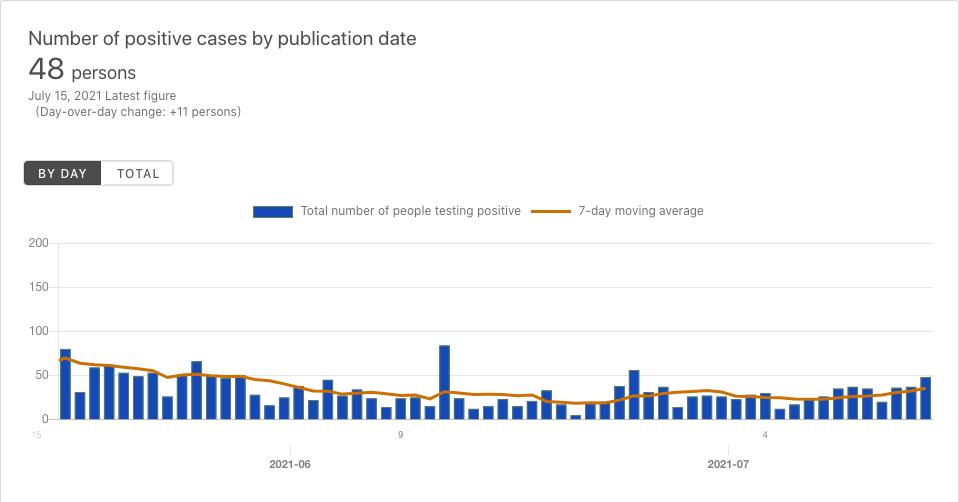 Number of positive cases by publication date
48 persons
July 15, 2021 Latest figure
(Day-over-day change: +11 persons)
BY DAY TOTAL
Total number of people testing positive 7-day moving average
200
150
100
50
0
15 9 4
2021-06 2021-07